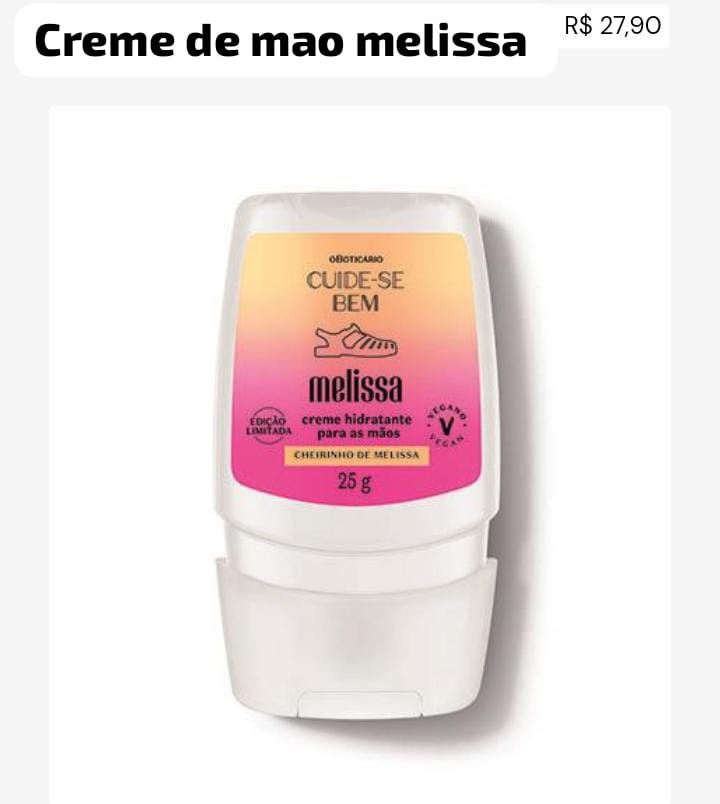 Creme de mao melissa
R$ 27,90
oBOTICÁRIO
CUIDE-SE
BEM
melissa
EDIÇÃO
LIMITADA
creme hidratante
para as mãos
VEGANO
V
VEGAN
CHEIRINHO DE MELISSA
25 g